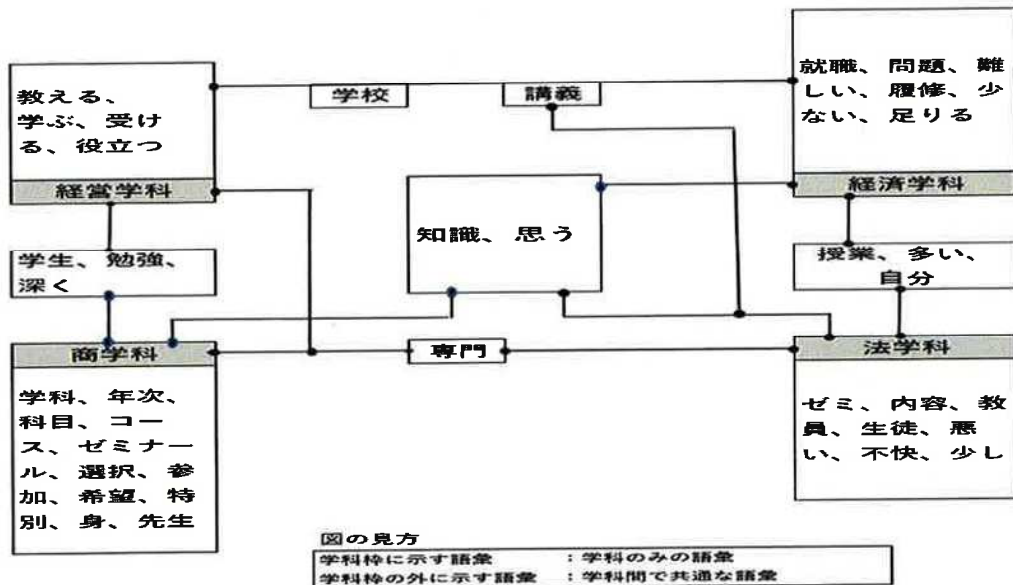 教える、
学ぶ、受け
る、役立つ
経営学科
学校
講義
就職、問題、難
しい、履修、少
ない、足りる
経済学科
知識、思う
学生、勉強、
深く
授業、多い、
自分
商学科
学科、年次、
科目、コー
ス、ゼミナー
ル、選択、参
加、希望、特
別、身、先生
専門
法学科
ゼミ、内容、教
員、生徒、悪
い、不快、少し
図の見方
学科枠に示す語彙 :学科のみの語彙
学科枠の外に示す語彙 :学科間で共通な語彙